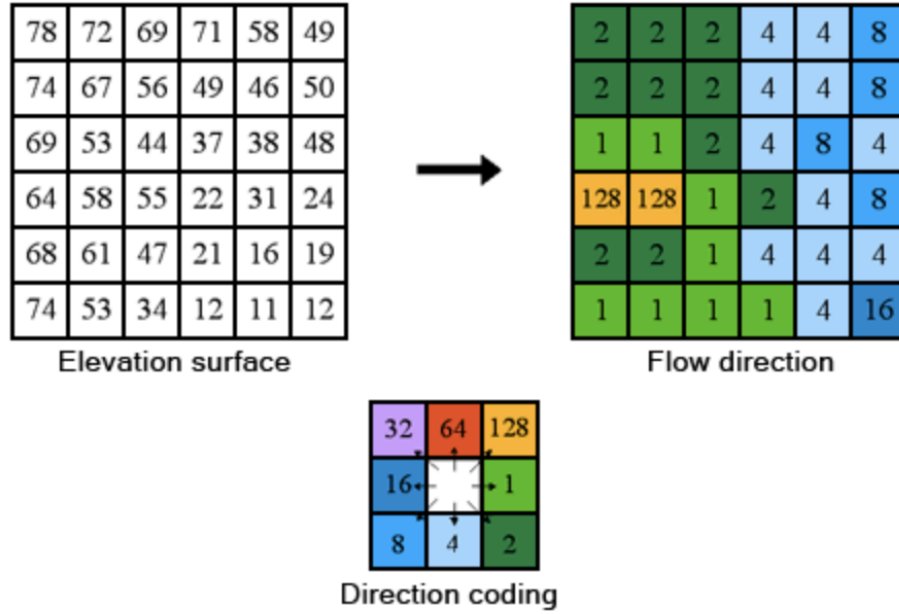 78 72 69 71 58 49 2 2 2 4 4 8
74 67 56 49 46 50 2 2 2 4 4 8
69 53 44 37 38 48 1 1 2 4 8 4
64 58 55 22 31 24 128 128 1 2 4 8
68 61 47 21 16 19 2 2 1 4 4 4
74 53 34 12 11 12 1 1 1 1 4 16
Elevation surface Flow direction
32 64 128
16 1
8 4 2
Direction coding